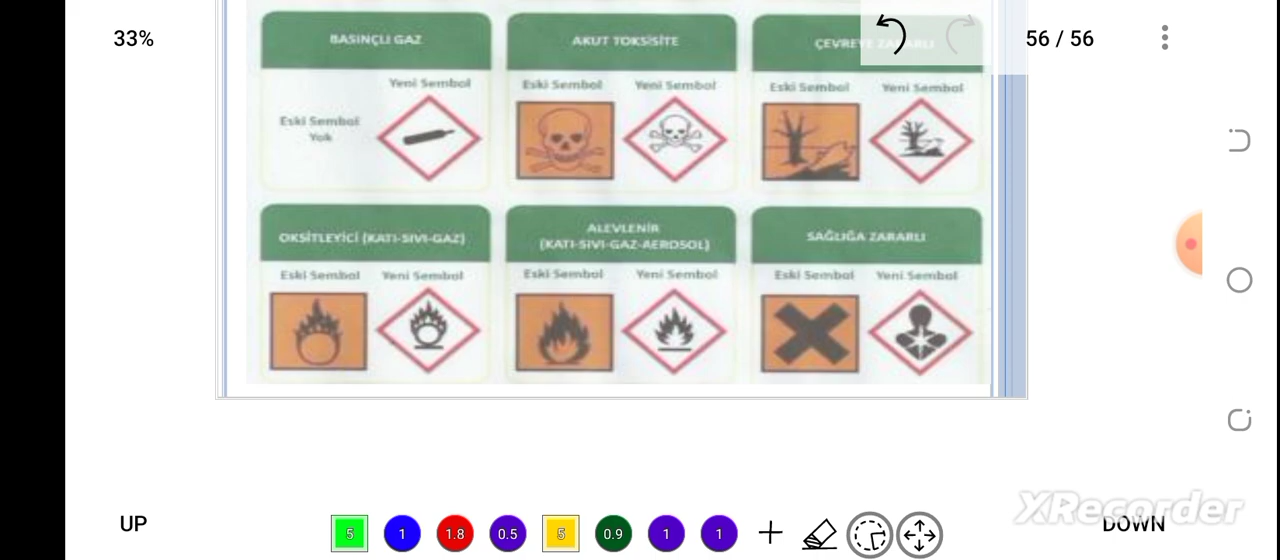 33%
56 / 56
BASINÇLI GAZ
AKUT TOKSİSİTE
ÇEVREYE ZARARLI
Yeni Sembol
Eski Sembol
Yok
Eski Sembol
Yeni Sembol
Eski Sembol
Yeni Sembol
OKSİTLEYİCİ (KATI-SIVI-GAZ)
ALEVLENİR
(KATI-SIVI-GAZ-AEROSOL)
SAĞLIĞA ZARARLI
Eski Sembol
Yeni Sembol
Eski Sembol
Yeni Sembol
Eski Sembol
Yeni Sembol
XRecorder
UP
5
1
1.8
0.5
5
0.9
1
1
DOWN